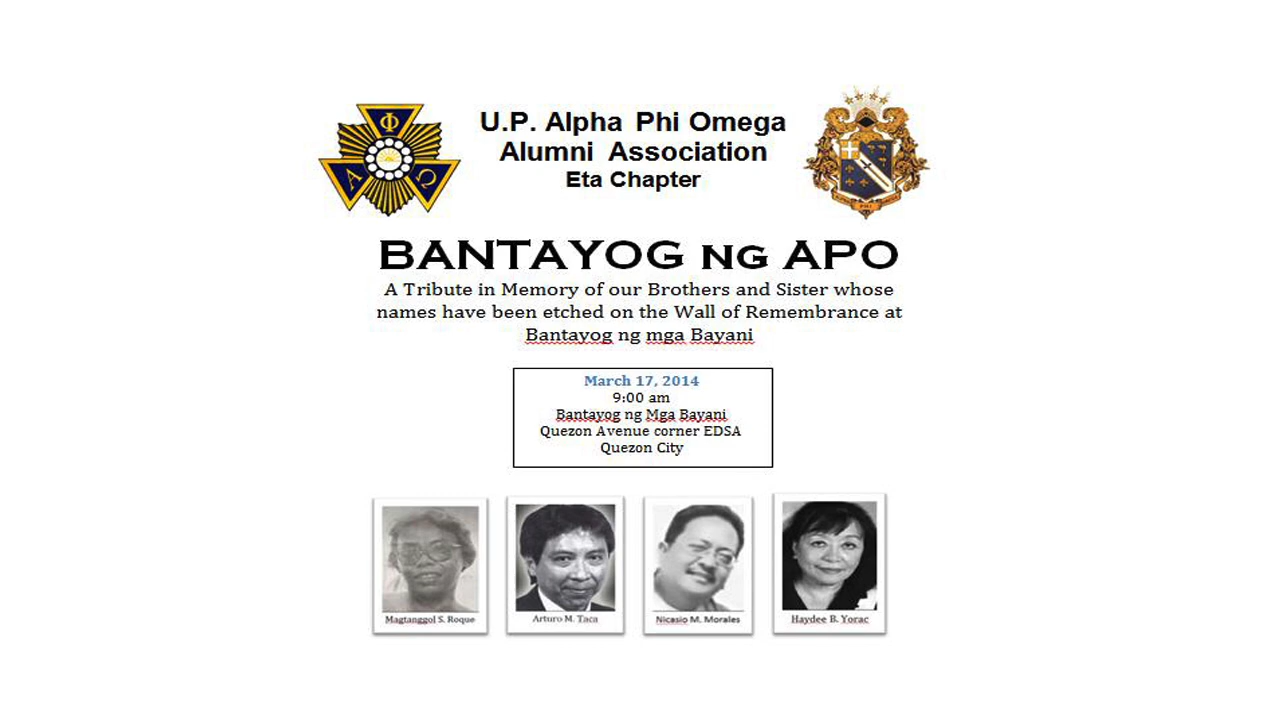 U.P. Alpha Phi Omega
Alumni Association
Eta Chapter
Φ
Α
Ω
PHI
BANTAYOG NG APO
A Tribute in Memory of our Brothers and Sister whose
names have been etched on the Wall of Remembrance at
Bantayog ng mga Bayani
March 17, 2014
9:00 am
Bantayog ng Mga Bayani
Quezon Avenue corner EDSA
Quezon City
Magtanggol S. Roque
Arturo M. Taca
Nicasio M. Morales
Haydee B. Yorac